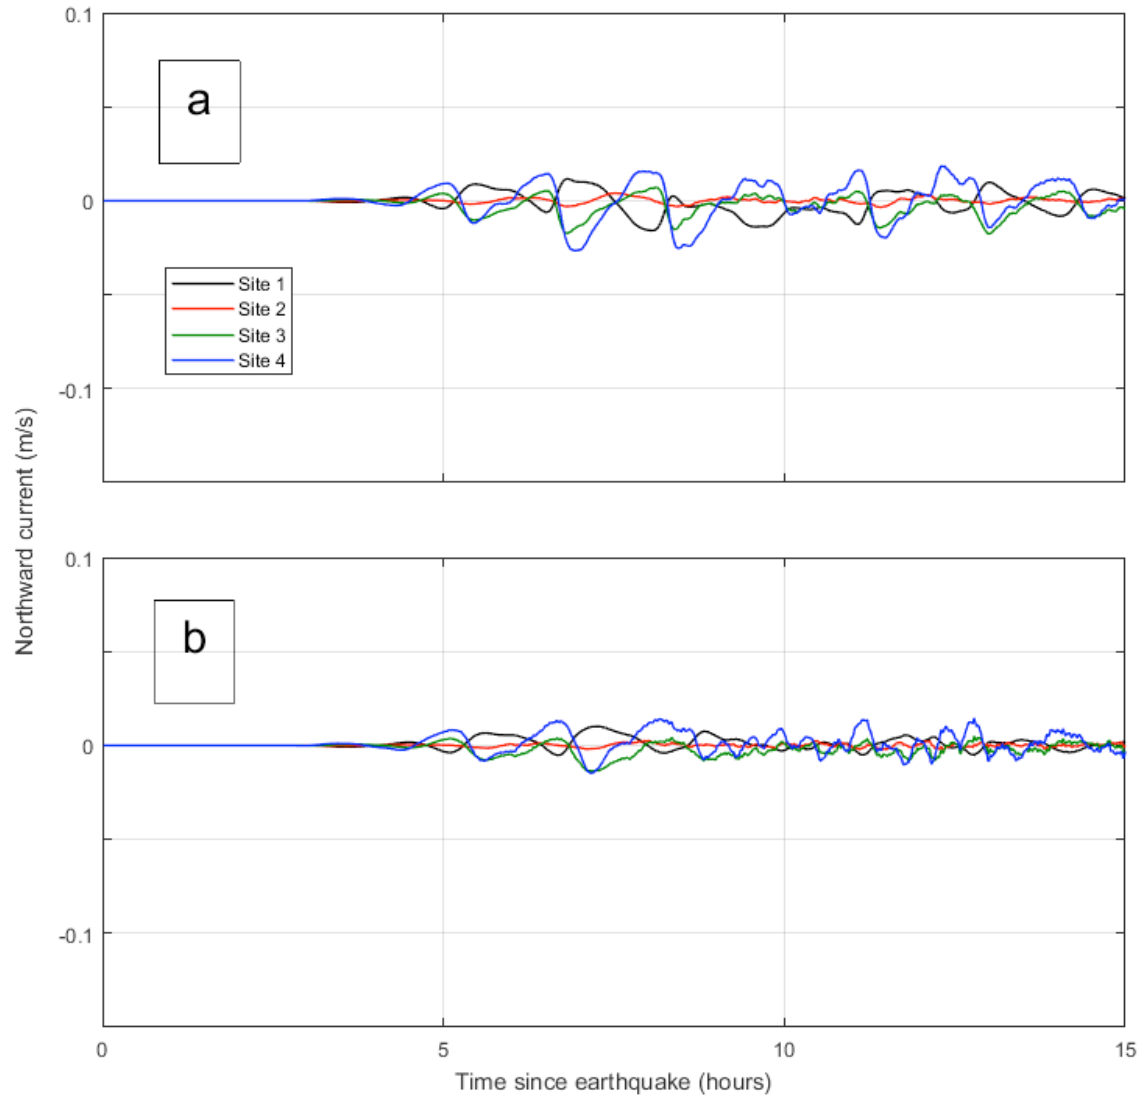 0.1
a
0
Site 1
Site 2
Site 3
Site 4
-0.1
Northward current (m/s)
0.1
b
0
-0.1
0
5
10
15
Time since earthquake (hours)